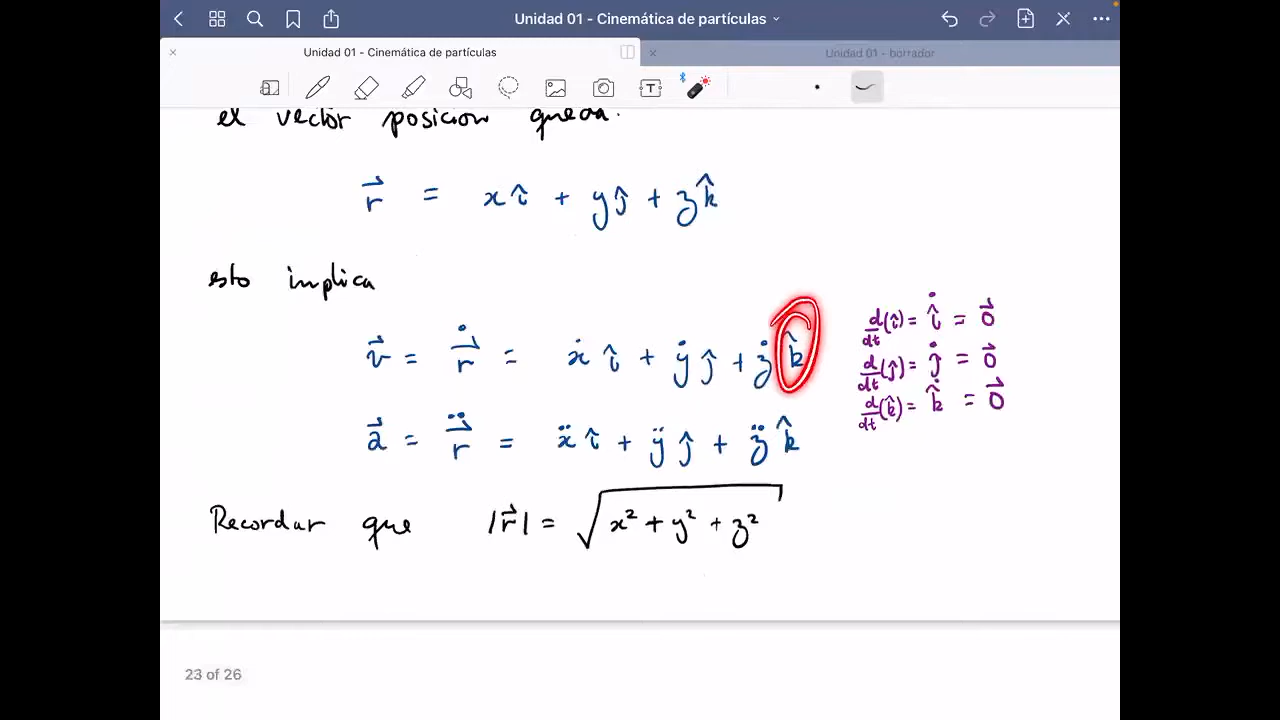 Unidad 01 - Cinemática de partículas
Unidad 01 - Cinemática de partículas
Unidad 01 - borrador
T
el vector posicion queda:
r⃗ = x î + y ĵ + z k̂
esto implica
v⃗ = ṙ⃗ = ẋ î + ẏ ĵ + ż k̂
a⃗ = r̈⃗ = ẍ î + ÿ ĵ + z̈ k̂
d/dt(î) = î̇ = 0⃗
d/dt(ĵ) = ĵ̇ = 0⃗
d/dt(k̂) = k̂̇ = 0⃗
Recordar que |r⃗| = √(x² + y² + z²)
23 of 26